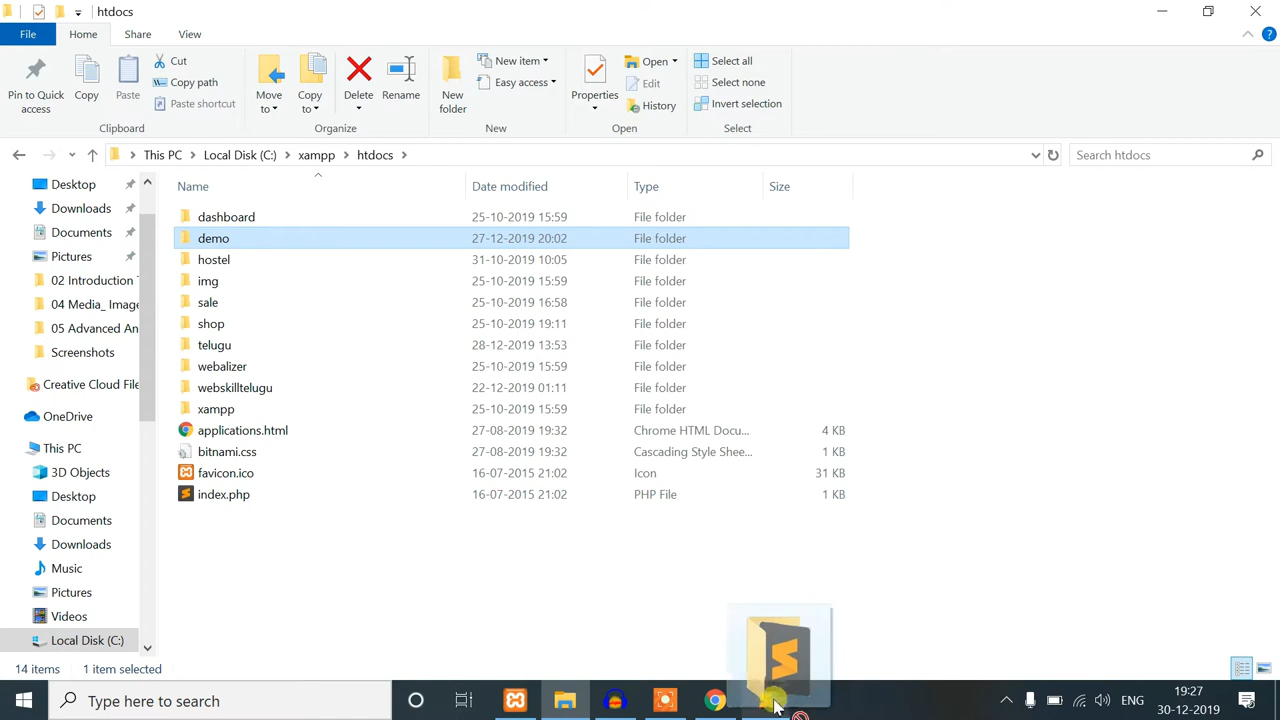 htdocs
File Home Share View
Pin to Quick access
Copy
Paste
Cut
Copy path
Paste shortcut
Clipboard
Move to
Copy to
Delete
Rename
Organize
New folder
New item
Easy access
New
Properties
Open
Edit
History
Open
Select all
Select none
Invert selection
Select
This PC Local Disk (C:) xampp htdocs
Search htdocs
Desktop
Downloads
Documents
Pictures
02 Introduction
04 Media_ Image
05 Advanced An
Screenshots
Creative Cloud File
OneDrive
This PC
3D Objects
Desktop
Documents
Downloads
Music
Pictures
Videos
Local Disk (C:)
Name Date modified Type Size
dashboard 25-10-2019 15:59 File folder
demo 27-12-2019 20:02 File folder
hostel 31-10-2019 10:05 File folder
img 25-10-2019 15:59 File folder
sale 25-10-2019 16:58 File folder
shop 25-10-2019 19:11 File folder
telugu 28-12-2019 13:53 File folder
webalizer 25-10-2019 15:59 File folder
webskilltelugu 22-12-2019 01:11 File folder
xampp 25-10-2019 15:59 File folder
applications.html 27-08-2019 19:32 Chrome HTML Docu... 4 KB
bitnami.css 27-08-2019 19:32 Cascading Style Shee... 1 KB
favicon.ico 16-07-2015 21:02 Icon 31 KB
index.php 16-07-2015 21:02 PHP File 1 KB
14 items 1 item selected
Type here to search
ENG
19:27
30-12-2019